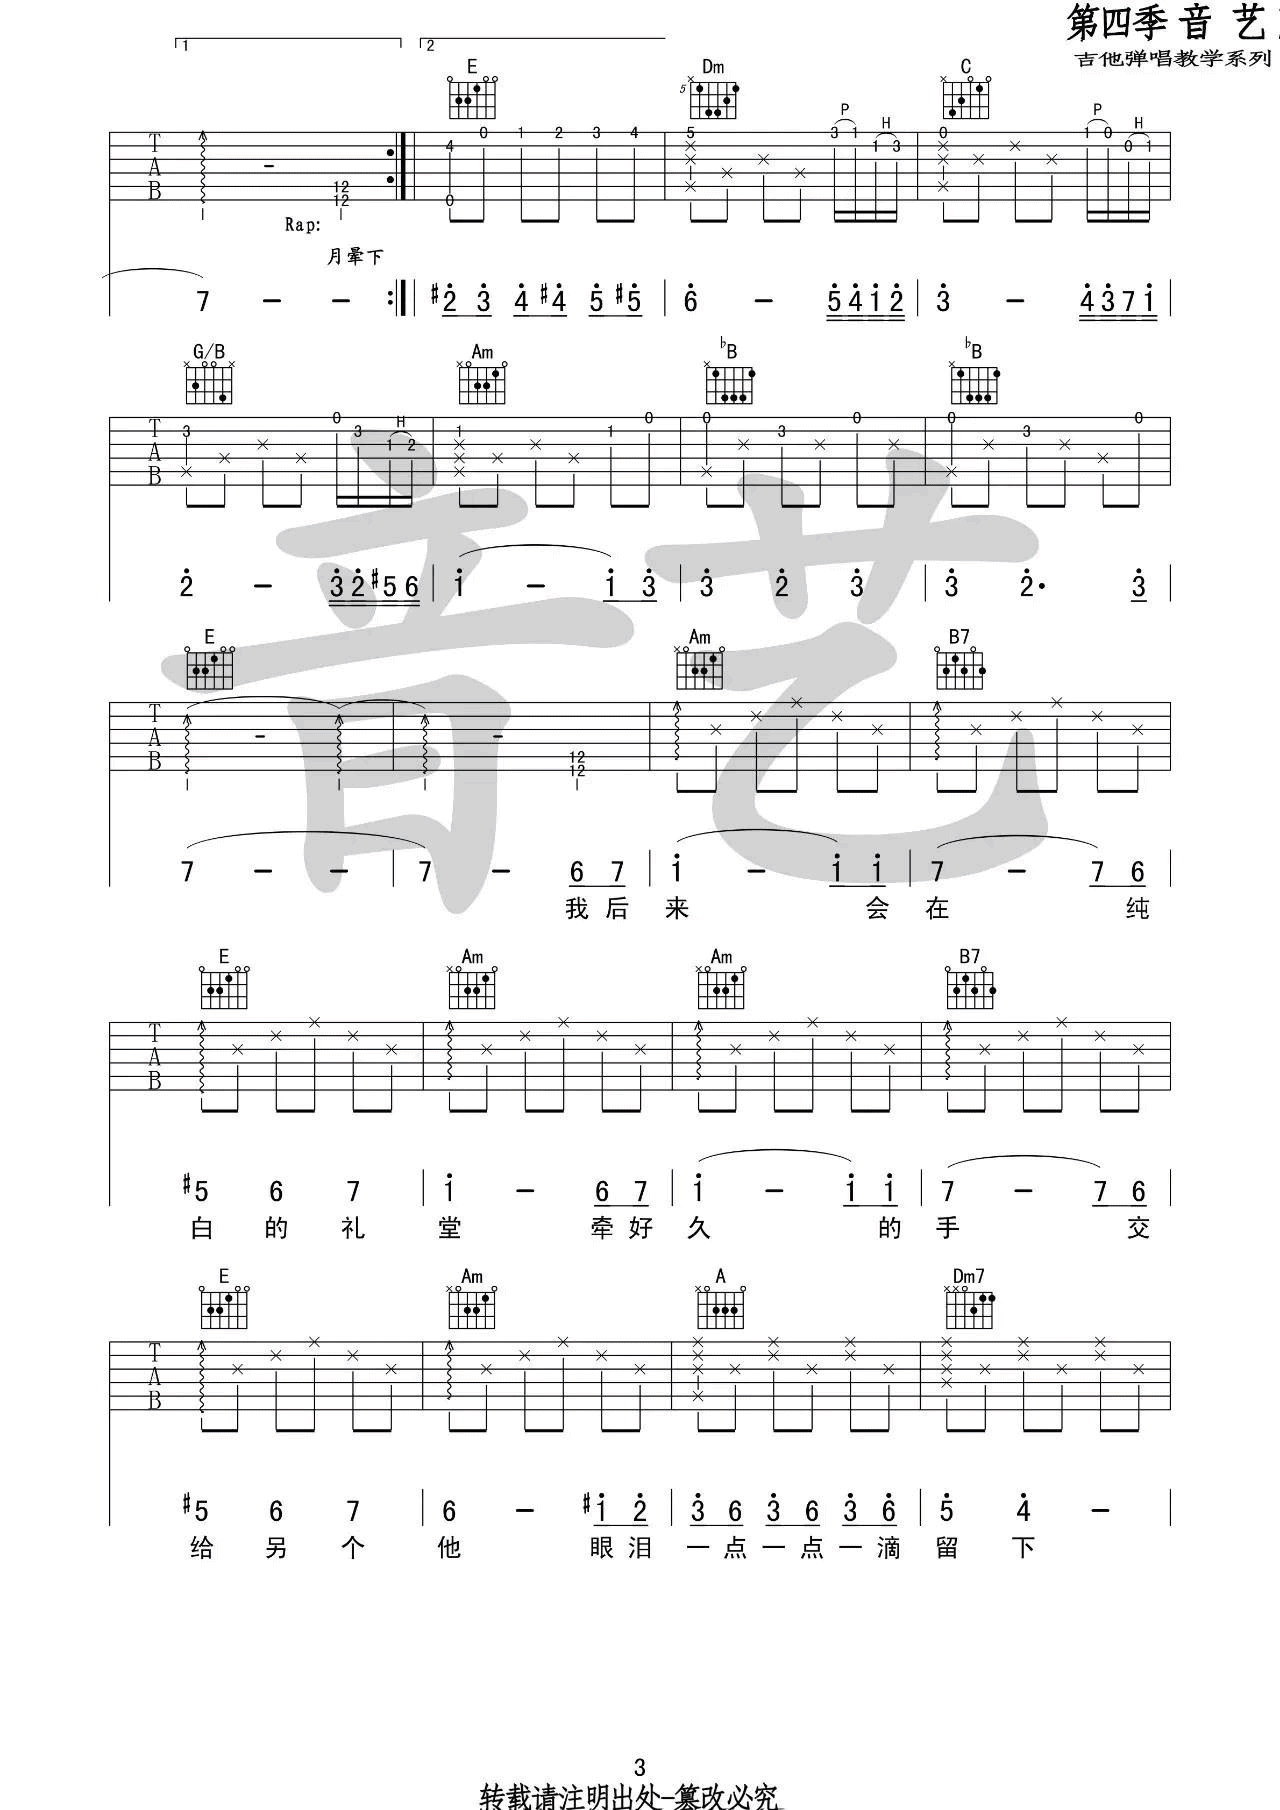 第四季 音 艺
吉他弹唱教学系列
1 2
E Dm C
5
P H P H
T A B 12 12 4 0 0 1 2 3 4 5 3 1 1 3 0 1 0 0 1
Rap:
月晕下
7 - - #2 3 4 #4 5 #5 6 - 5 4 1 2 3 - 4 3 7 1
G/B Am ♭B ♭B
H
T A B 3 0 3 1 2 1 1 0 0 3 0 0 3 0
2 - 3 2 #5 6 1 - 1 3 3 2 3 3 2· 3
音艺
E Am B7
T A B 12 12
7 - - 7 - 6 7 1 - 1 1 7 - 7 6
我后来 会在 纯
E Am Am B7
T A B
#5 6 7 1 - 6 7 1 - 1 1 7 - 7 6
白的礼堂 牵好久 的手 交
E Am A Dm7
T A B
#5 6 7 6 - #1 2 3 6 3 6 3 6 5 4 -
给另个他 眼泪一点一点一滴留下
3
转载请注明出处-篡改必究